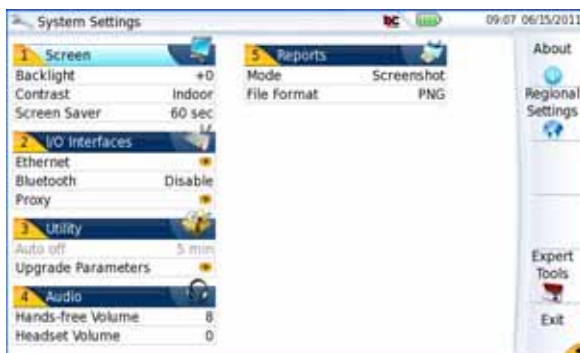 System Settings DC 09:07 06/15/2011
1 Screen
Backlight +0
Contrast Indoor
Screen Saver 60 sec
2 I/O Interfaces
Ethernet
Bluetooth Disable
Proxy
3 Utility
Auto off 5 min
Upgrade Parameters
4 Audio
Hands-free Volume 8
Headset Volume 0
5 Reports
Mode Screenshot
File Format PNG
About
Regional
Settings
Expert
Tools
Exit